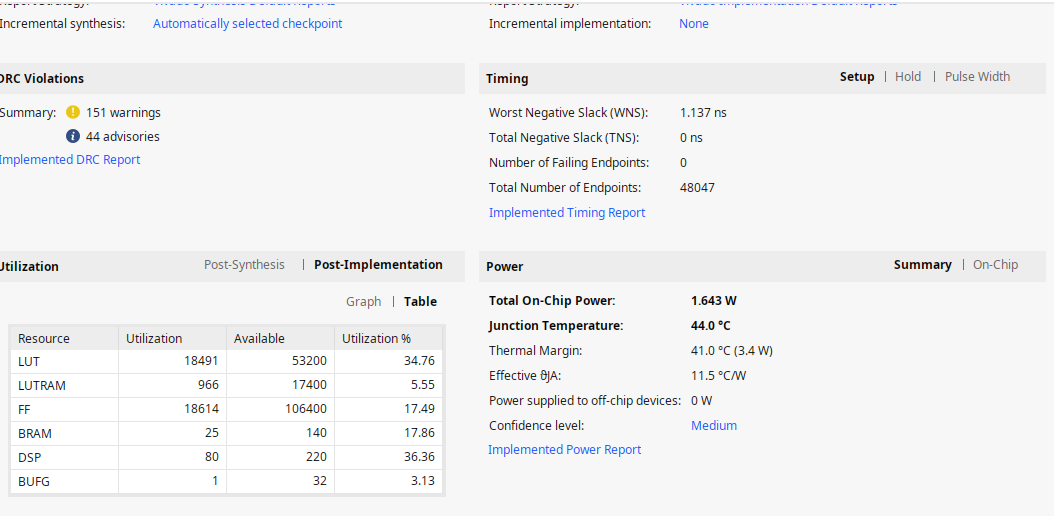 Incremental synthesis: Automatically selected checkpoint
Incremental implementation: None
DRC Violations
Summary: 151 warnings
44 advisories
Implemented DRC Report
Timing Setup | Hold | Pulse Width
Worst Negative Slack (WNS): 1.137 ns
Total Negative Slack (TNS): 0 ns
Number of Failing Endpoints: 0
Total Number of Endpoints: 48047
Implemented Timing Report
Utilization Post-Synthesis | Post-Implementation
Graph | Table
Resource Utilization Available Utilization %
LUT 18491 53200 34.76
LUTRAM 966 17400 5.55
FF 18614 106400 17.49
BRAM 25 140 17.86
DSP 80 220 36.36
BUFG 1 32 3.13
Power Summary | On-Chip
Total On-Chip Power: 1.643 W
Junction Temperature: 44.0 °C
Thermal Margin: 41.0 °C (3.4 W)
Effective ϑJA: 11.5 °C/W
Power supplied to off-chip devices: 0 W
Confidence level: Medium
Implemented Power Report